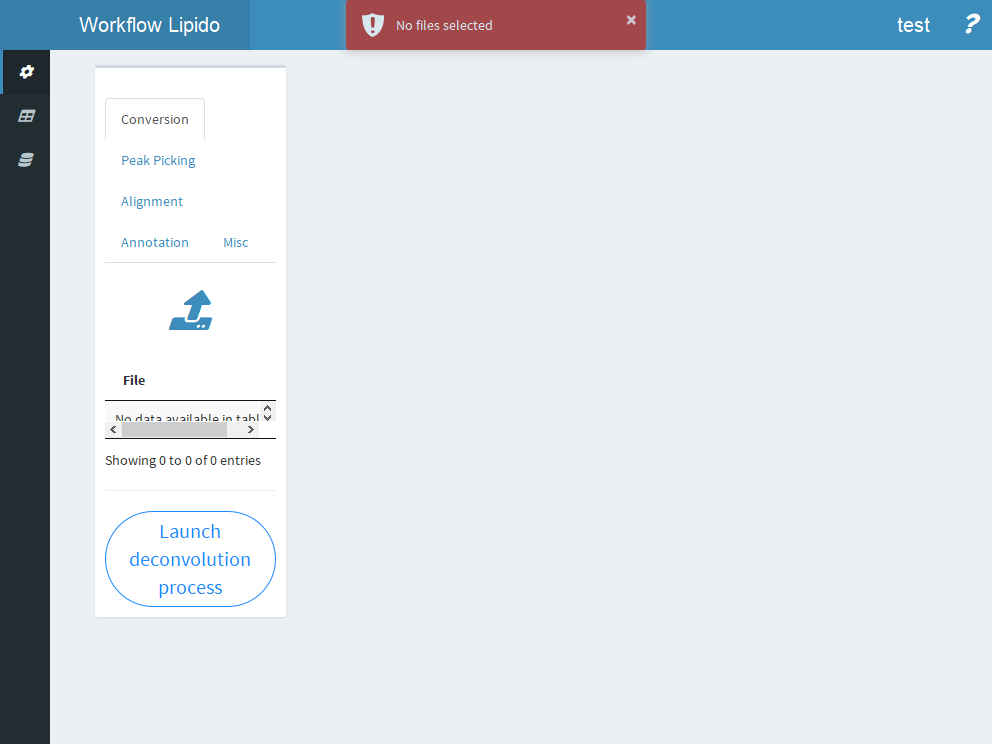 Workflow Lipido
No files selected
×
test
?
Conversion
Peak Picking
Alignment
Annotation Misc
File
No data available in tabl
Showing 0 to 0 of 0 entries
Launch
deconvolution
process